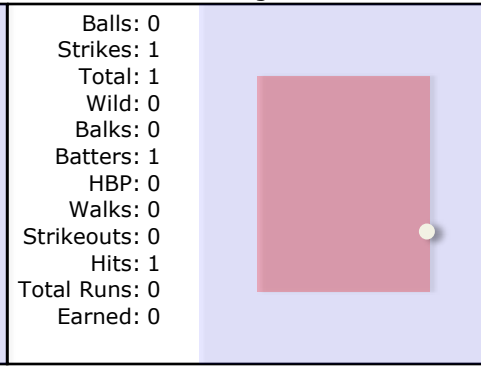 Balls: 0
Strikes: 1
Total: 1
Wild: 0
Balks: 0
Batters: 1
HBP: 0
Walks: 0
Strikeouts: 0
Hits: 1
Total Runs: 0
Earned: 0